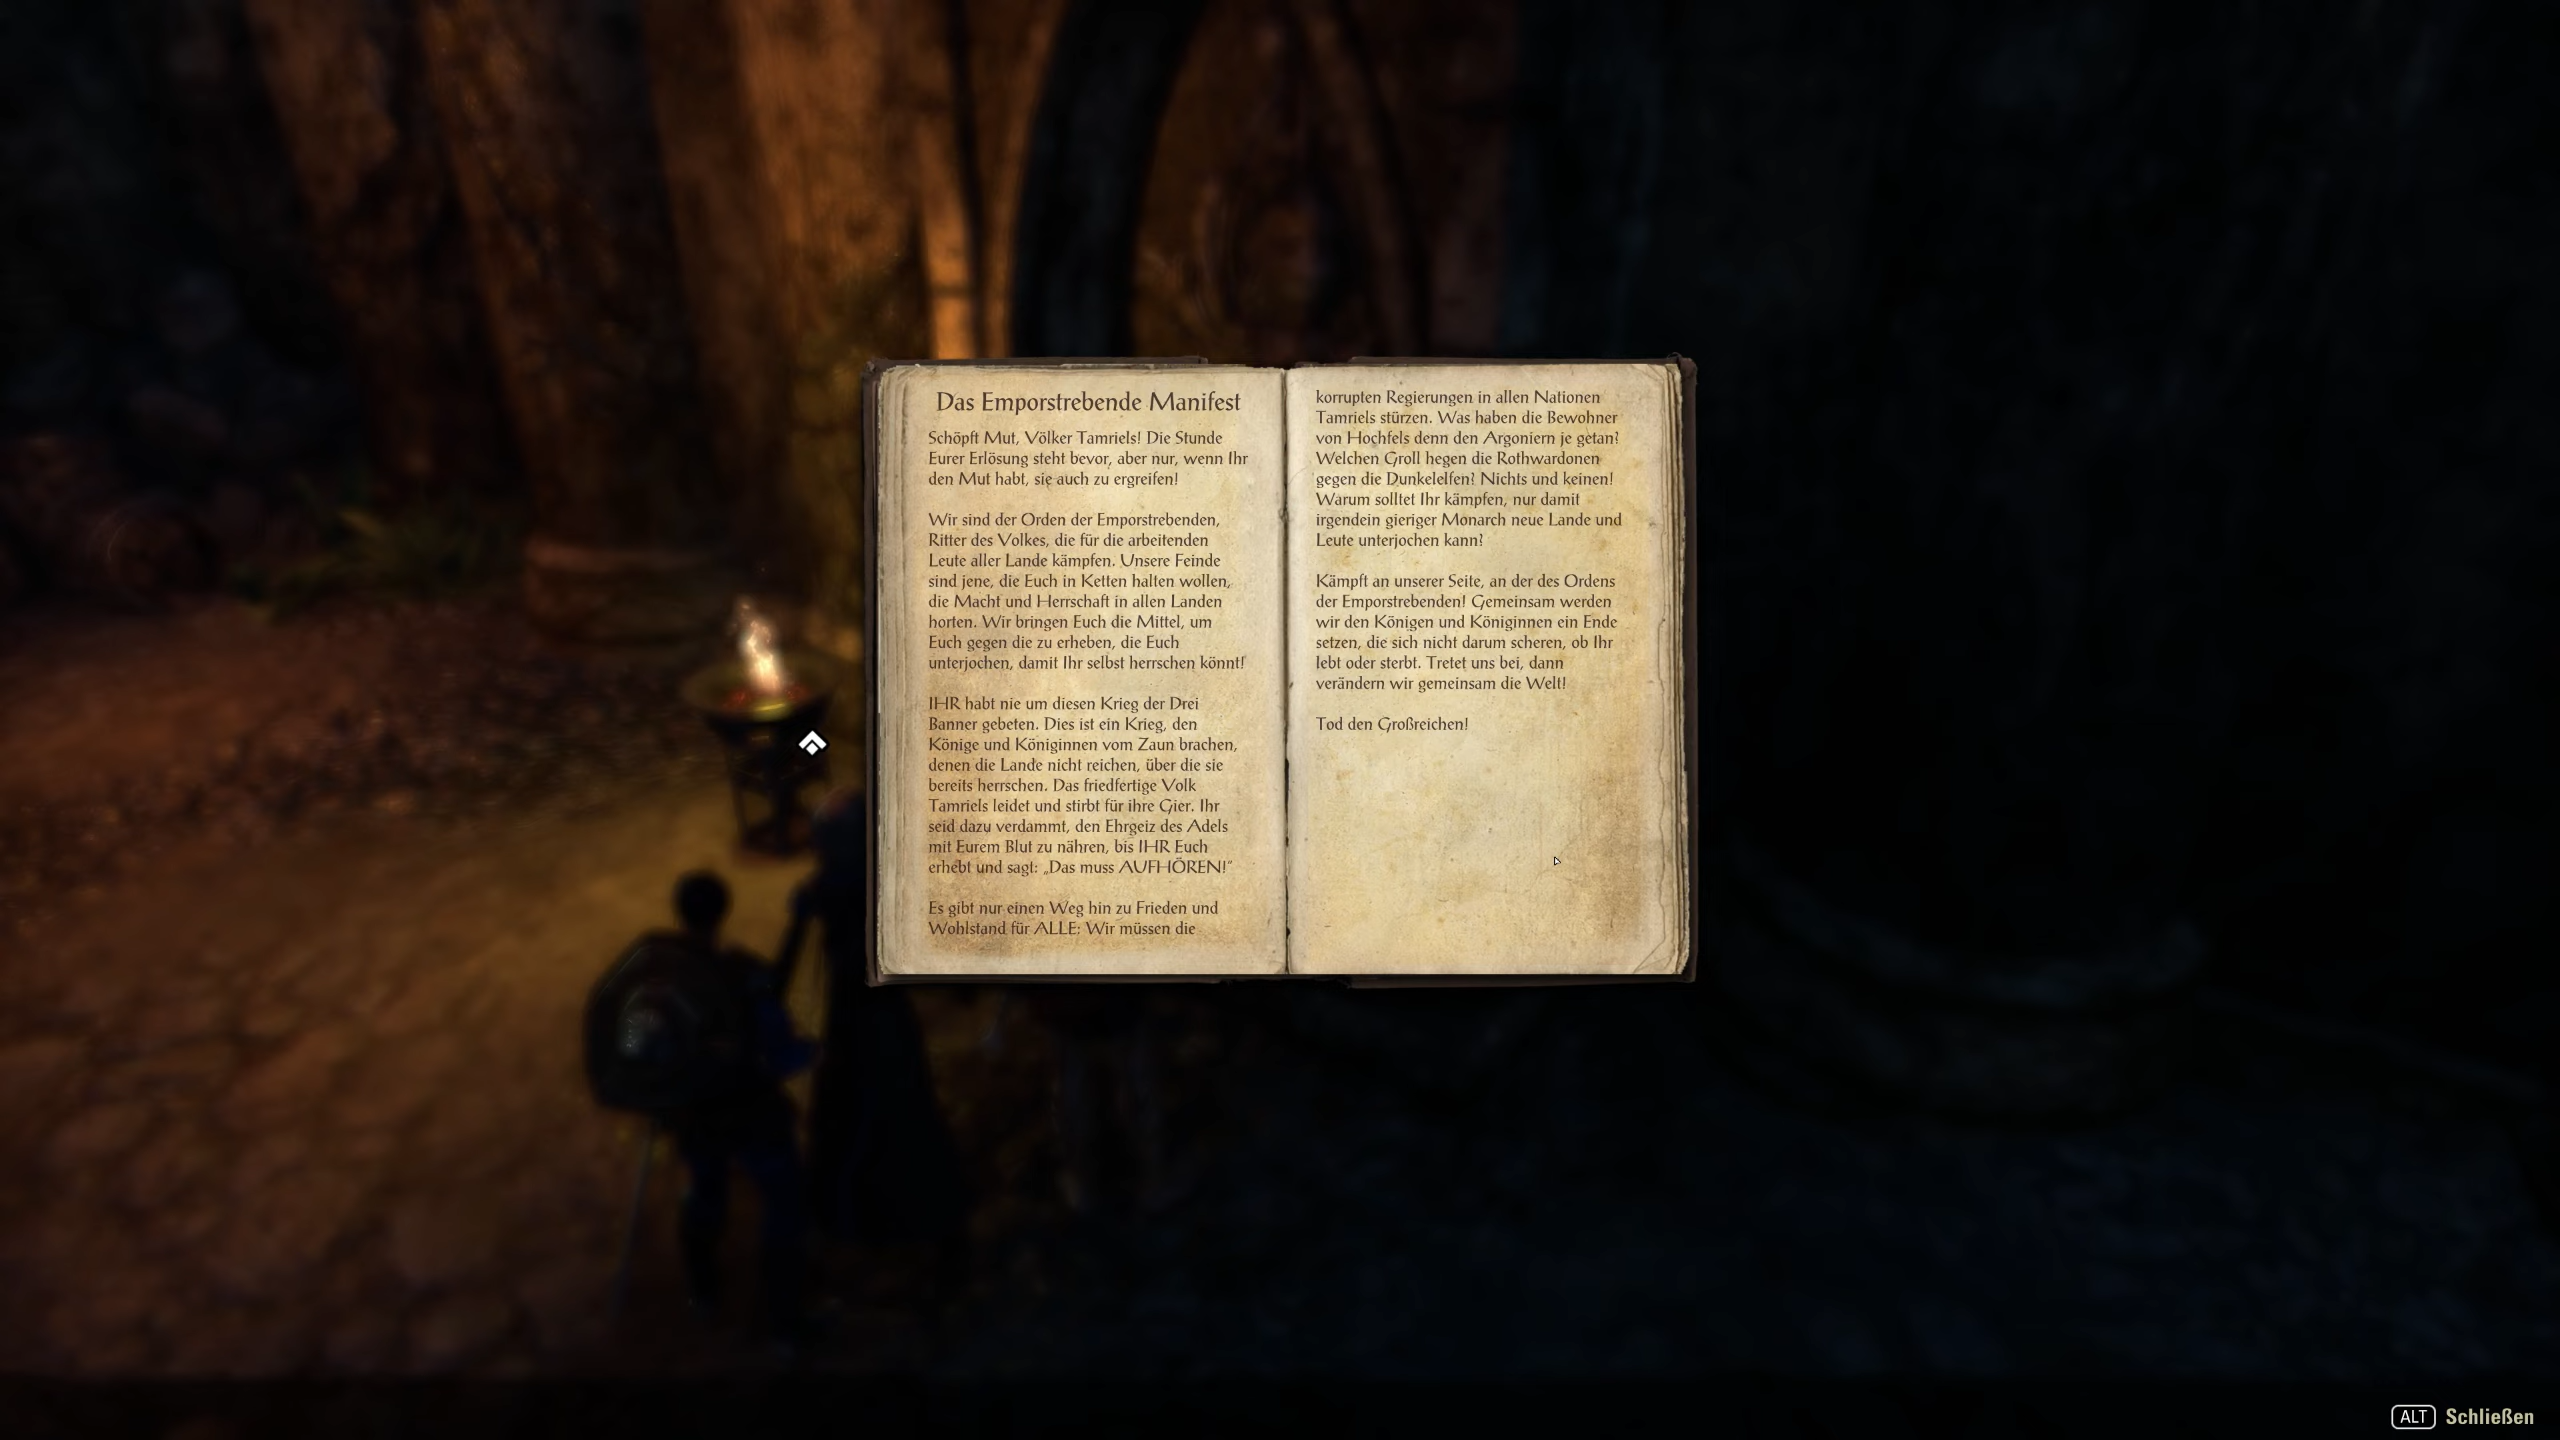 Das Emporstrebende Manifest
Schöpft Mut, Völker Tamriels! Die Stunde
Eurer Erlösung steht bevor, aber nur, wenn Ihr
den Mut habt, sie auch zu ergreifen!
Wir sind der Orden der Emporstrebenden,
Ritter des Volkes, die für die arbeitenden
Leute aller Lande kämpfen. Unsere Feinde
sind jene, die Euch in Ketten halten wollen,
die Macht und Herrschaft in allen Landen
horten. Wir bringen Euch die Mittel, um
Euch gegen die zu erheben, die Euch
unterjochen, damit Ihr selbst herrschen könnt!
IHR habt nie um diesen Krieg der Drei
Banner gebeten. Dies ist ein Krieg, den
Könige und Königinnen vom Zaun brachen,
denen die Lande nicht reichen, über die sie
bereits herrschen. Das friedfertige Volk
Tamriels leidet und stirbt für ihre Gier. Ihr
seid dazu verdammt, den Ehrgeiz des Adels
mit Eurem Blut zu nähren, bis IHR Euch
erhebt und sagt: „Das muss AUFHÖREN!“
Es gibt nur einen Weg hin zu Frieden und
Wohlstand für ALLE: Wir müssen die
korrupten Regierungen in allen Nationen
Tamriels stürzen. Was haben die Bewohner
von Hochfels denn den Argoniern je getan?
Welchen Groll hegen die Rothwardonen
gegen die Dunkelelfen? Nichts und keinen!
Warum solltet Ihr kämpfen, nur damit
irgendein gieriger Monarch neue Lande und
Leute unterjochen kann?
Kämpft an unserer Seite, an der des Ordens
der Emporstrebenden! Gemeinsam werden
wir den Königen und Königinnen ein Ende
setzen, die sich nicht darum scheren, ob Ihr
lebt oder sterbt. Tretet uns bei, dann
verändern wir gemeinsam die Welt!
Tod den Großreichen!
ALT Schließen